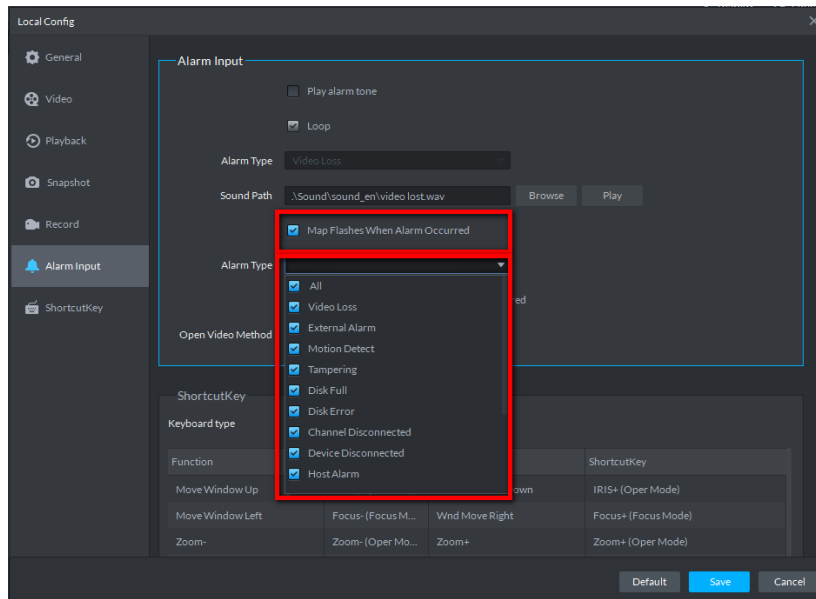 Local Config
General
Video
Playback
Snapshot
Record
Alarm Input
ShortcutKey
Alarm Input
Play alarm tone
Loop
Alarm Type Video Loss
Sound Path .\Sound\sound_en\video lost.wav Browse Play
Map Flashes When Alarm Occurred
Alarm Type
All
Video Loss
External Alarm
Motion Detect
Tampering
Disk Full
Disk Error
Channel Disconnected
Device Disconnected
Host Alarm
Open Video Method
ShortcutKey
Keyboard type
Function ShortcutKey
Move Window Up IRIS+ (Oper Mode)
Move Window Left Focus- (Focus M... Wnd Move Right Focus+ (Focus Mode)
Zoom- Zoom- (Oper Mo... Zoom+ Zoom+ (Oper Mode)
Default Save Cancel